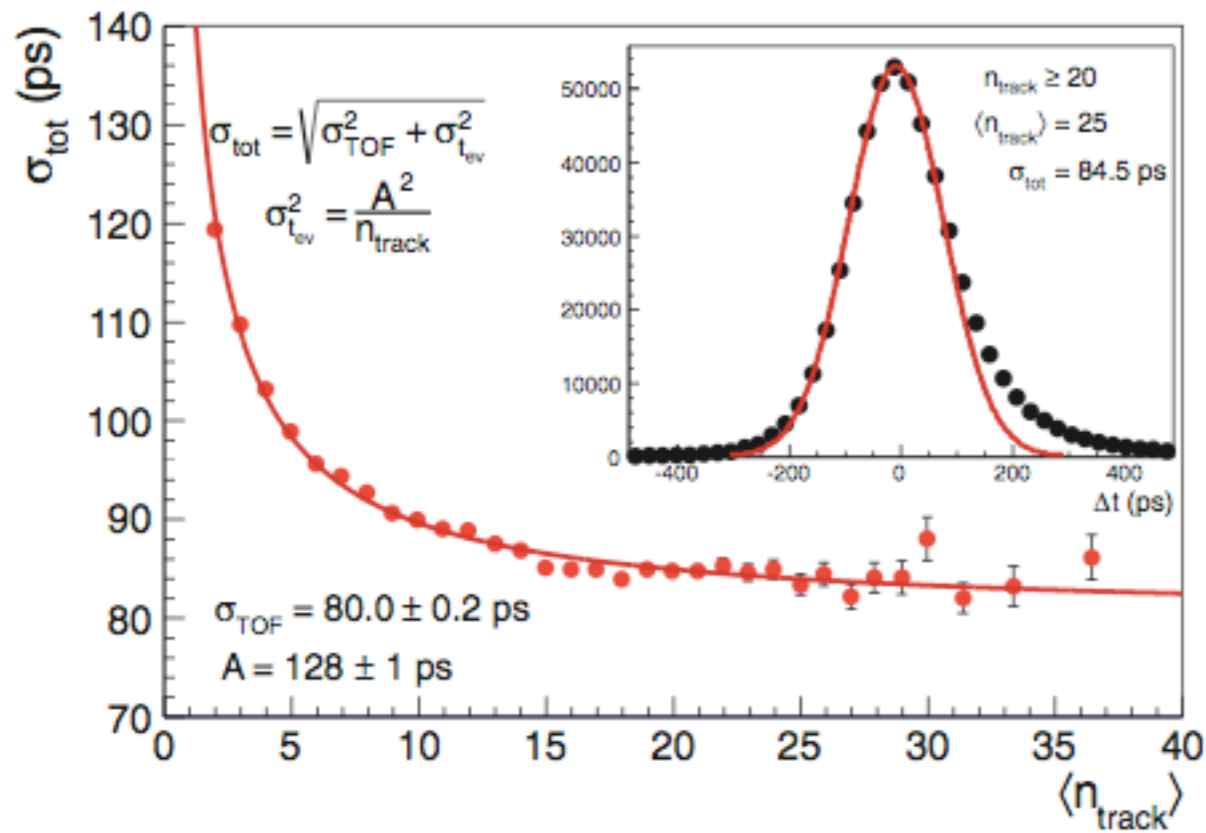 σtot (ps)
140
130
120
110
100
90
80
70
0 5 10 15 20 25 30 35 40
⟨ntrack⟩
σtot = √σ²TOF + σ²tev
σ²tev = A² / ntrack
σTOF = 80.0 ± 0.2 ps
A = 128 ± 1 ps
50000
40000
30000
20000
10000
0
-400 -200 0 200 400
Δt (ps)
ntrack ≥ 20
⟨ntrack⟩ = 25
σtot = 84.5 ps